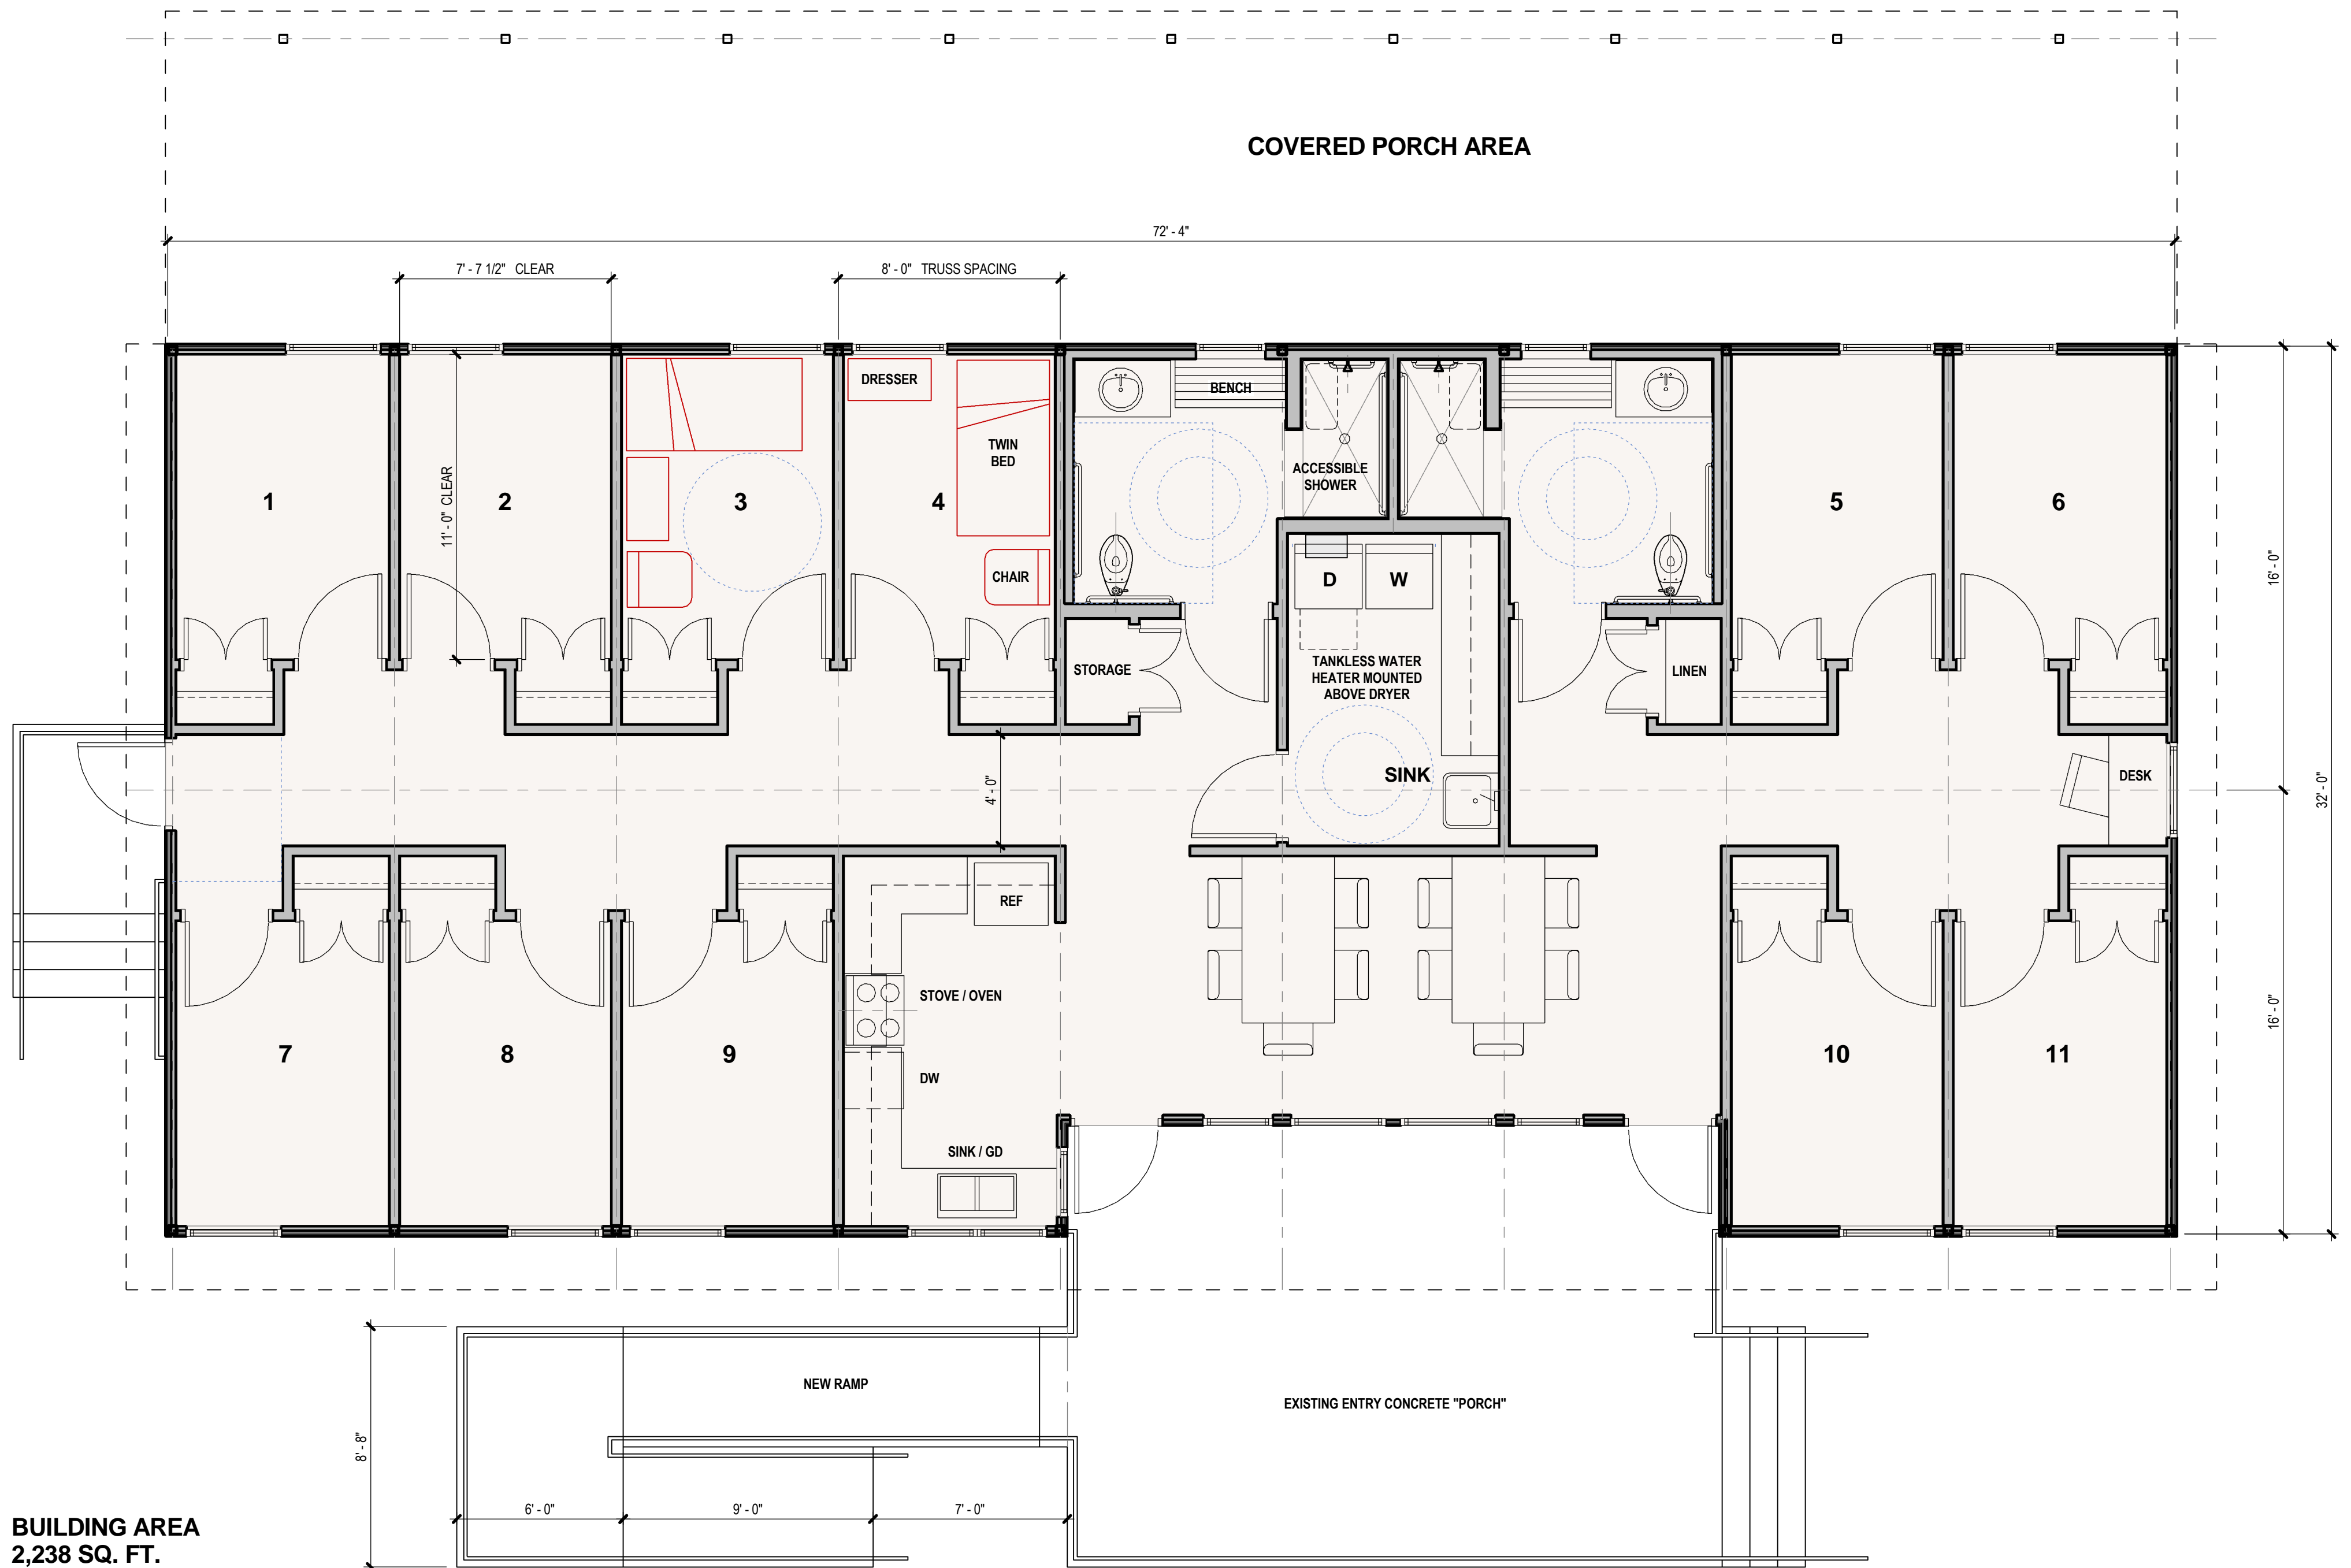 COVERED PORCH AREA
72' - 4"
7' - 7 1/2" CLEAR
8' - 0" TRUSS SPACING
DRESSER
BENCH
TWIN
BED
11' - 0" CLEAR
ACCESSIBLE
SHOWER
1
2
3
4
5
6
16' - 0"
CHAIR
D
W
STORAGE
TANKLESS WATER
HEATER MOUNTED
ABOVE DRYER
LINEN
4' - 0"
SINK
DESK
32' - 0"
REF
STOVE / OVEN
16' - 0"
7
8
9
10
11
DW
SINK / GD
NEW RAMP
EXISTING ENTRY CONCRETE "PORCH"
8' - 8"
6' - 0"
9' - 0"
7' - 0"
BUILDING AREA
2,238 SQ. FT.